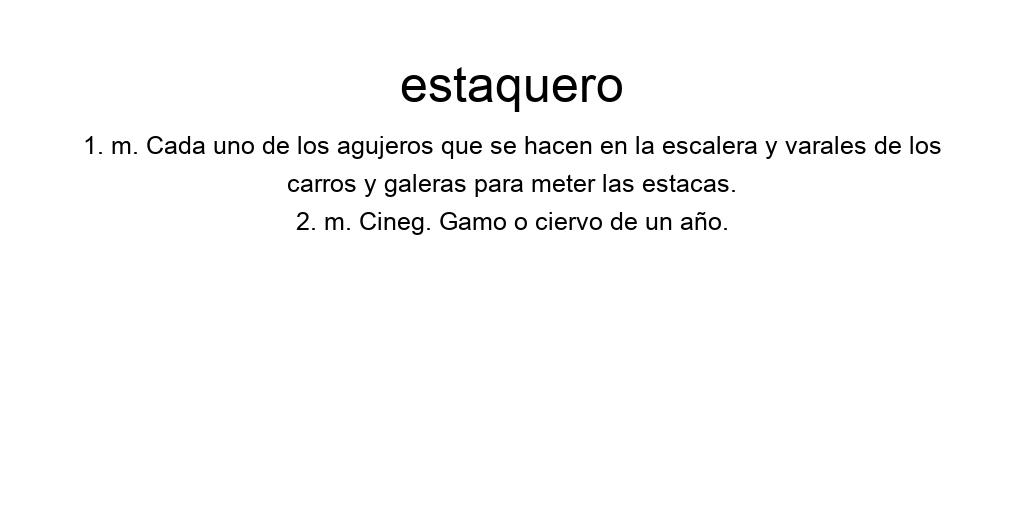 estaquero
1. m. Cada uno de los agujeros que se hacen en la escalera y varales de los
carros y galeras para meter las estacas.
2. m. Cineg. Gamo o ciervo de un año.